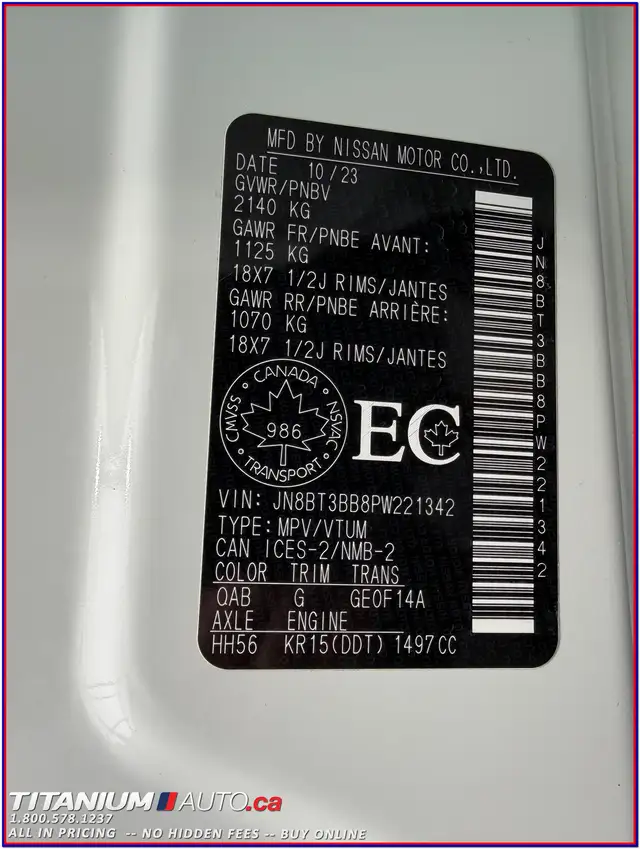 MFD BY NISSAN MOTOR CO.,LTD.
DATE 10/23
GVWR/PNBV
2140 KG
GAWR FR/PNBE AVANT:
1125 KG
18X7 1/2J RIMS/JANTES
GAWR RR/PNBE ARRIÈRE:
1070 KG
18X7 1/2J RIMS/JANTES
CANADA
CMVSS NSVAC
986
TRANSPORT
EC
VIN: JN8BT3BB8PW221342
TYPE: MPV/VTUM
CAN ICES-2/NMB-2
COLOR TRIM TRANS
QAB G GE0F14A
AXLE ENGINE
HH56 KR15(DDT) 1497CC
JN8BT3BB8PW221342
TITANIUM AUTO.ca
1.800.578.1237
ALL IN PRICING -- NO HIDDEN FEES -- BUY ONLINE